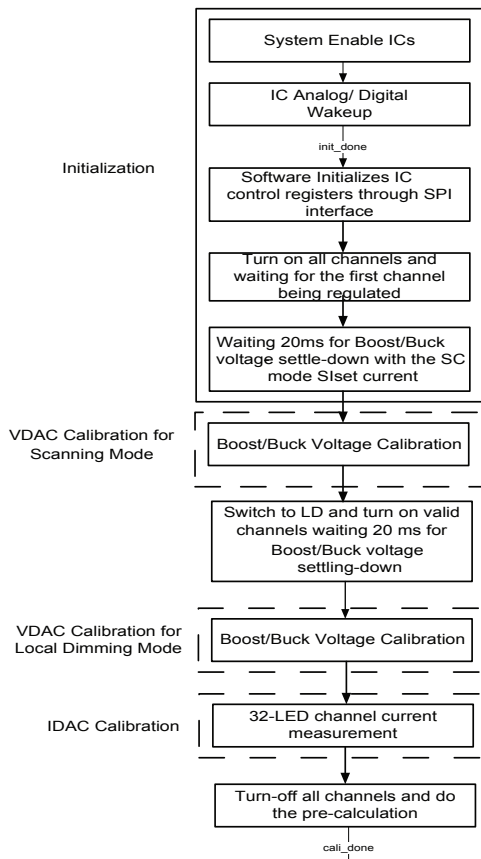 System Enable ICs
IC Analog/ Digital
Wakeup
init_done
Initialization
Software Initializes IC
control registers through SPI
interface
Turn on all channels and
waiting for the first channel
being regulated
Waiting 20ms for Boost/Buck
voltage settle-down with the SC
mode SIset current
VDAC Calibration for
Scanning Mode
Boost/Buck Voltage Calibration
Switch to LD and turn on valid
channels waiting 20 ms for
Boost/Buck voltage
settling-down
VDAC Calibration for
Local Dimming Mode
Boost/Buck Voltage Calibration
IDAC Calibration
32-LED channel current
measurement
Turn-off all channels and do
the pre-calculation
cali_done